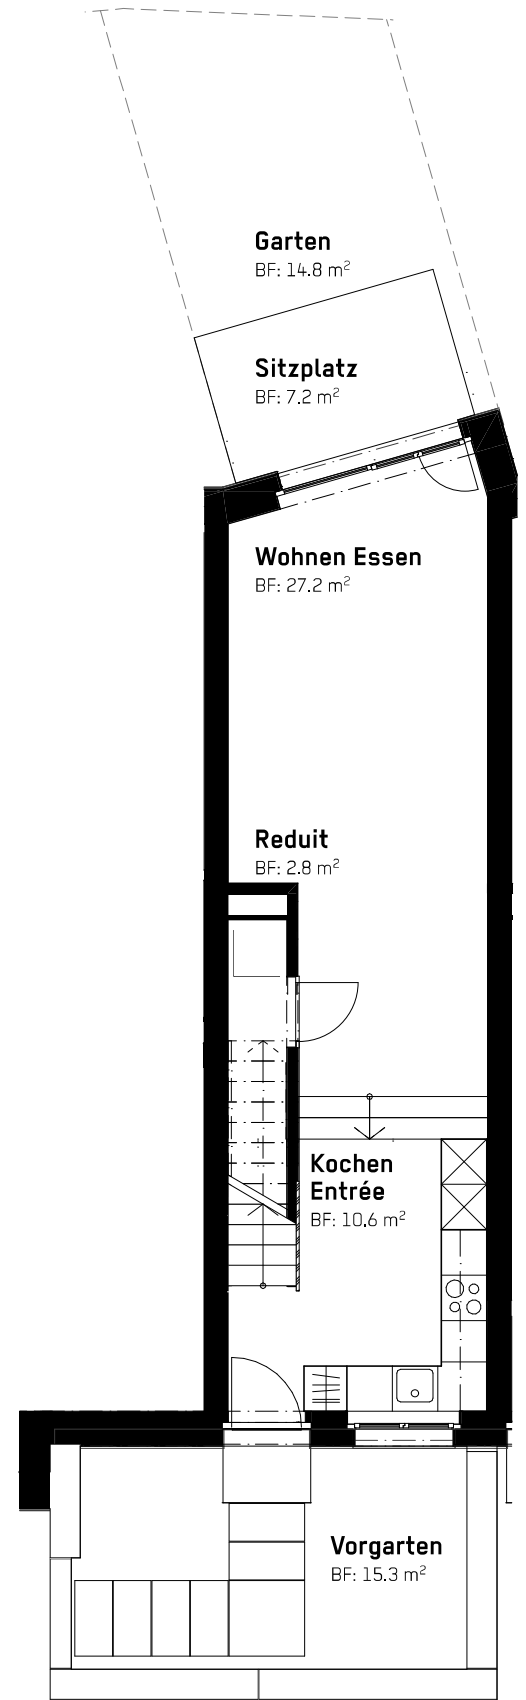 Garten
BF: 14.8 m²
Sitzplatz
BF: 7.2 m²
Wohnen Essen
BF: 27.2 m²
Reduit
BF: 2.8 m²
Kochen
Entrée
BF: 10.6 m²
Vorgarten
BF: 15.3 m²